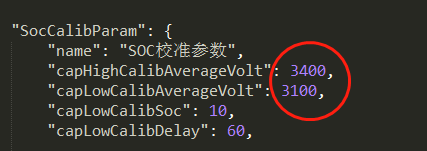 "SocCalibParam": {
"name": "SOC校准参数",
"capHighCalibAverageVolt": 3400,
"capLowCalibAverageVolt": 3100,
"capLowCalibSoc": 10,
"capLowCalibDelay": 60,